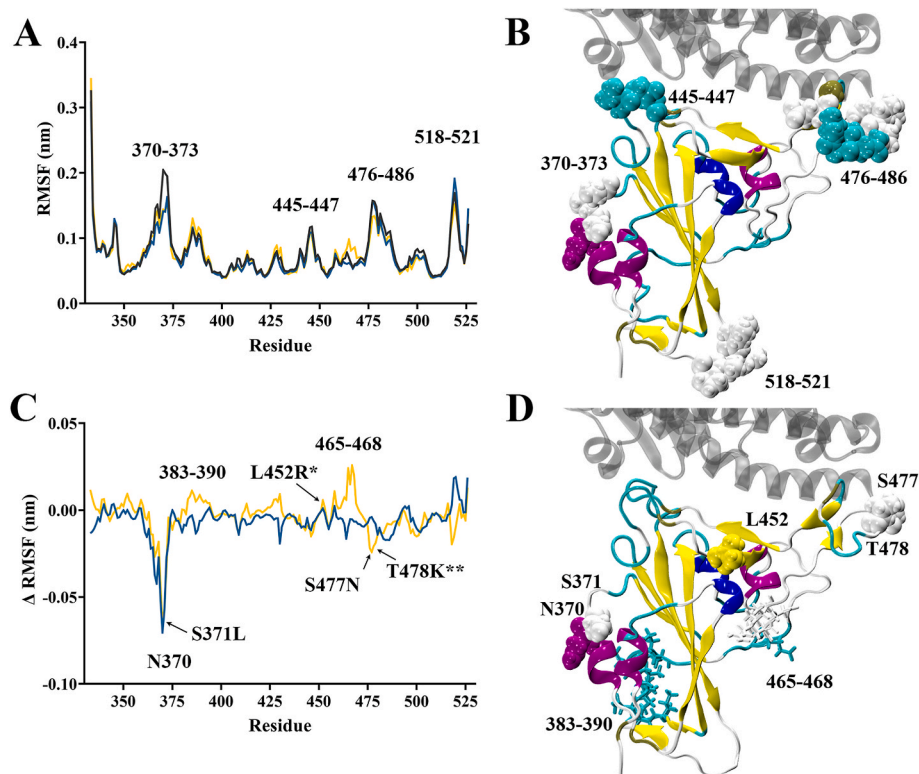 A
RMSF (nm)
0.4
0.3
0.2
0.1
0.0
370-373
445-447
476-486
518-521
350
375
400
425
450
475
500
525
Residue
B
445-447
370-373
476-486
518-521
C
Δ RMSF (nm)
0.05
0.00
-0.05
-0.10
383-390
465-468
L452R*
S477N
T478K**
S371L
N370
350
375
400
425
450
475
500
525
Residue
D
S477
L452
T478
S371
N370
465-468
383-390